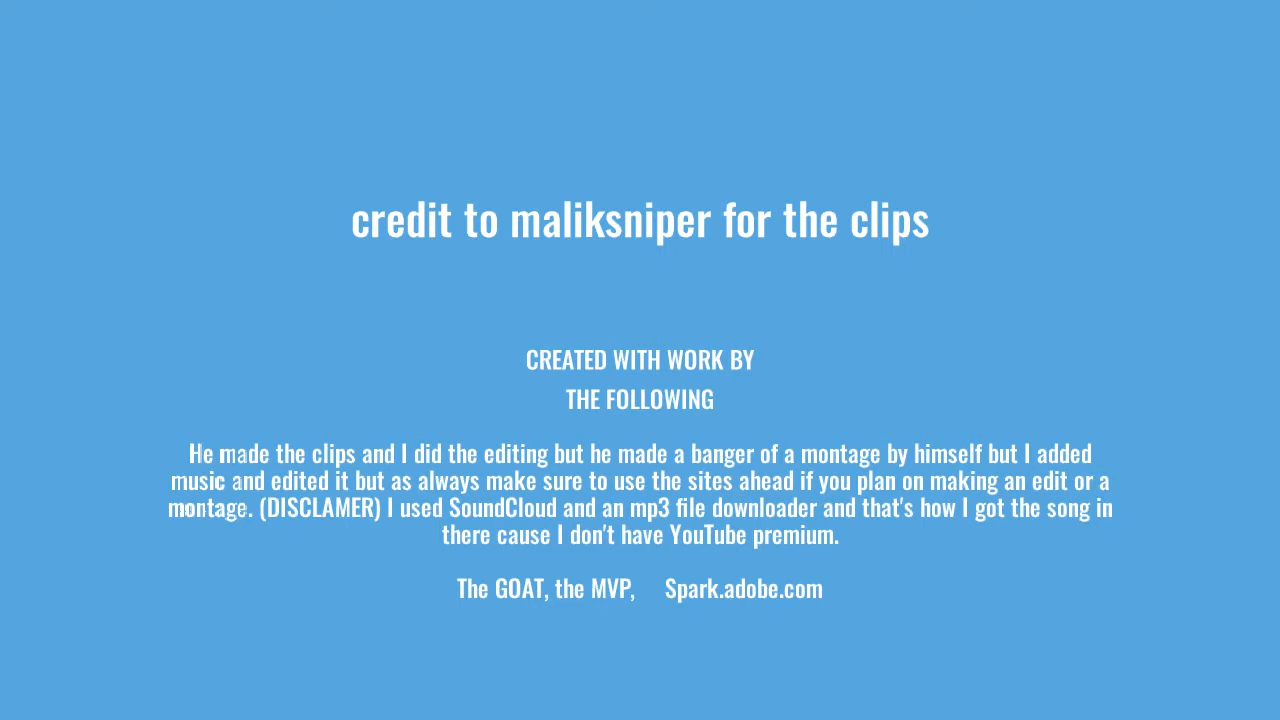 credit to maliksniper for the clips
CREATED WITH WORK BY
THE FOLLOWING
He made the clips and I did the editing but he made a banger of a montage by himself but I added
music and edited it but as always make sure to use the sites ahead if you plan on making an edit or a
montage. (DISCLAMER) I used SoundCloud and an mp3 file downloader and that's how I got the song in
there cause I don't have YouTube premium.
The GOAT, the MVP, Spark.adobe.com